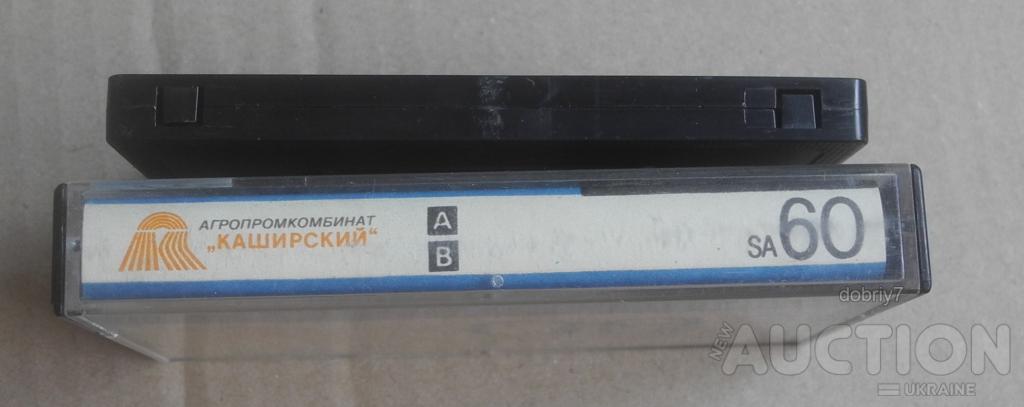 АГРОПРОМКОМБИНАТ
„КАШИРСКИЙ“
A
B
SA 60
dobriy7
NEW AUCTION
UKRAINE